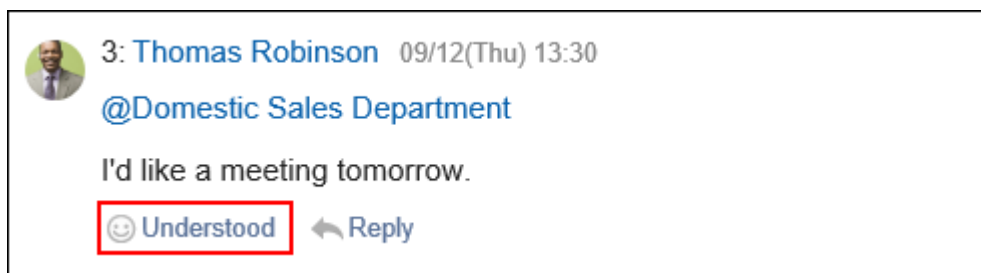 3: Thomas Robinson 09/12(Thu) 13:30
@Domestic Sales Department
I'd like a meeting tomorrow.
Understood Reply